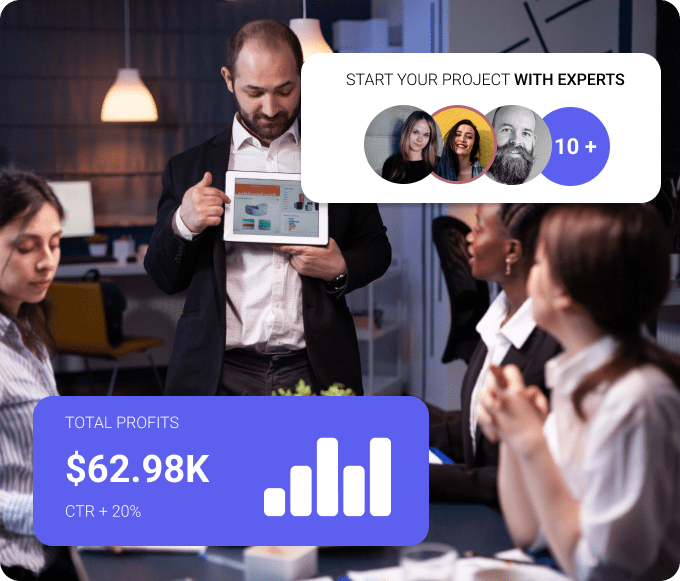 START YOUR PROJECT WITH EXPERTS
10 +
TOTAL PROFITS
$62.98K
CTR + 20%